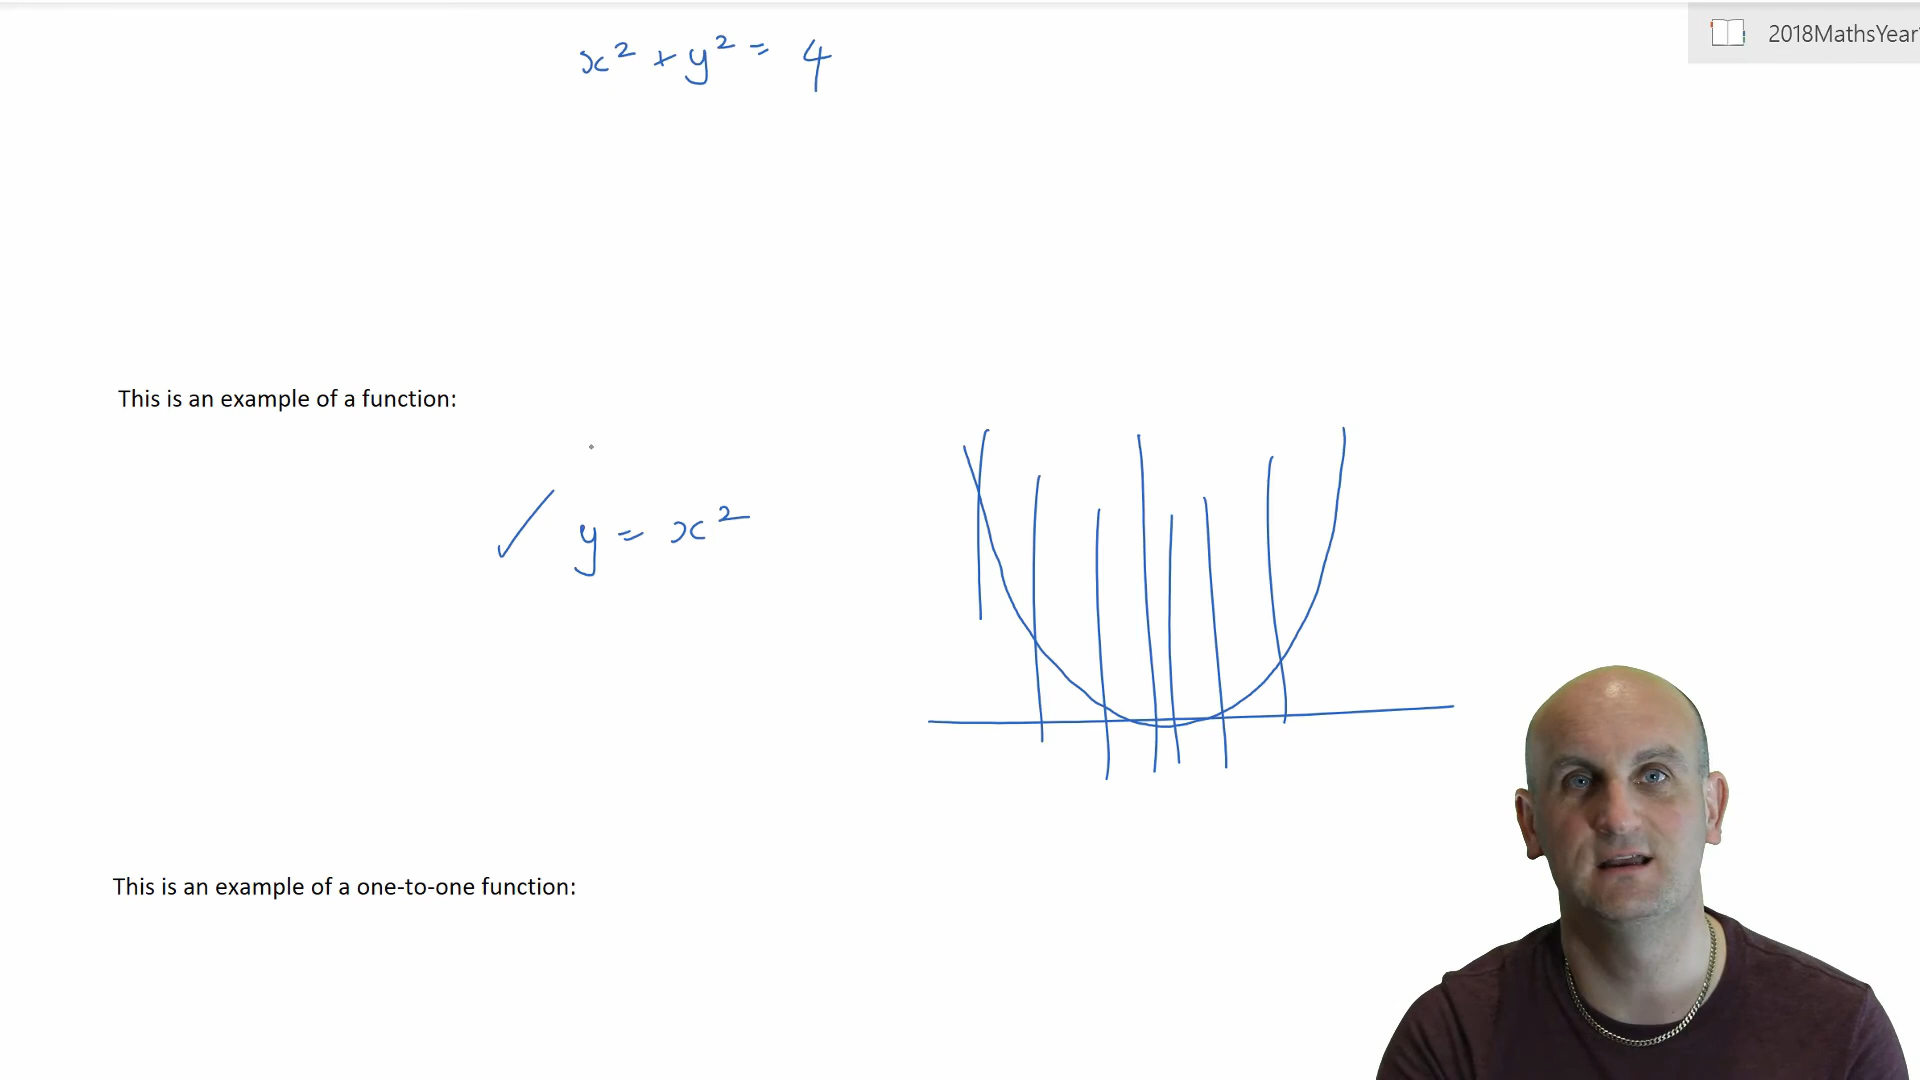 x² + y² = 4
2018MathsYear
This is an example of a function:
✓ y = x²
This is an example of a one-to-one function: